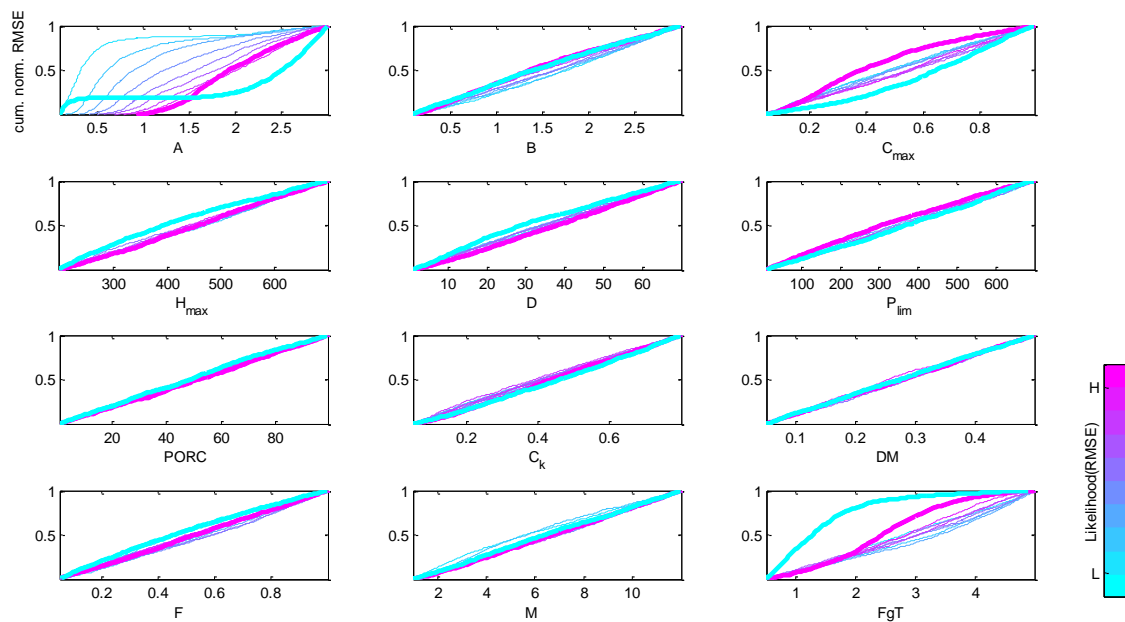 cum. norm. RMSE
1
0.5
0.5 1 1.5 2 2.5
A
1
0.5
0.5 1 1.5 2 2.5
B
1
0.5
0.2 0.4 0.6 0.8
C_max
1
0.5
300 400 500 600
H_max
1
0.5
10 20 30 40 50 60
D
1
0.5
100 200 300 400 500 600
P_lim
1
0.5
20 40 60 80
PORC
1
0.5
0.2 0.4 0.6
C_k
1
0.5
0.1 0.2 0.3 0.4
DM
1
0.5
0.2 0.4 0.6 0.8
F
1
0.5
2 4 6 8 10
M
1
0.5
1 2 3 4
FgT
H
Likelihood(RMSE)
L